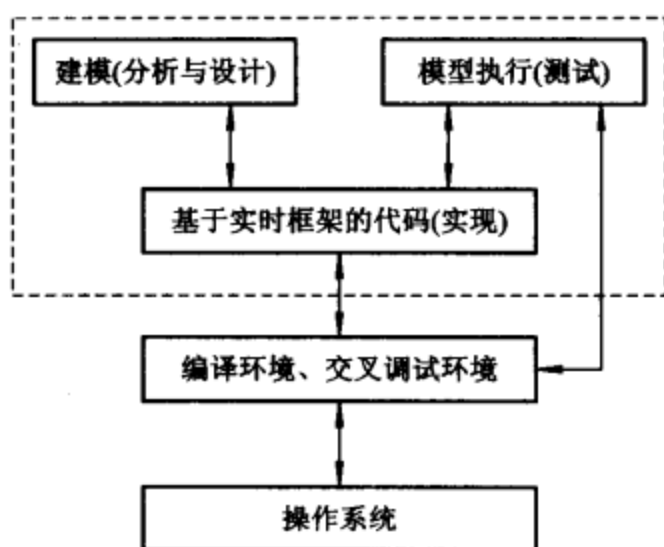 建模(分析与设计)
模型执行(测试)
基于实时框架的代码(实现)
编译环境、交叉调试环境
操作系统